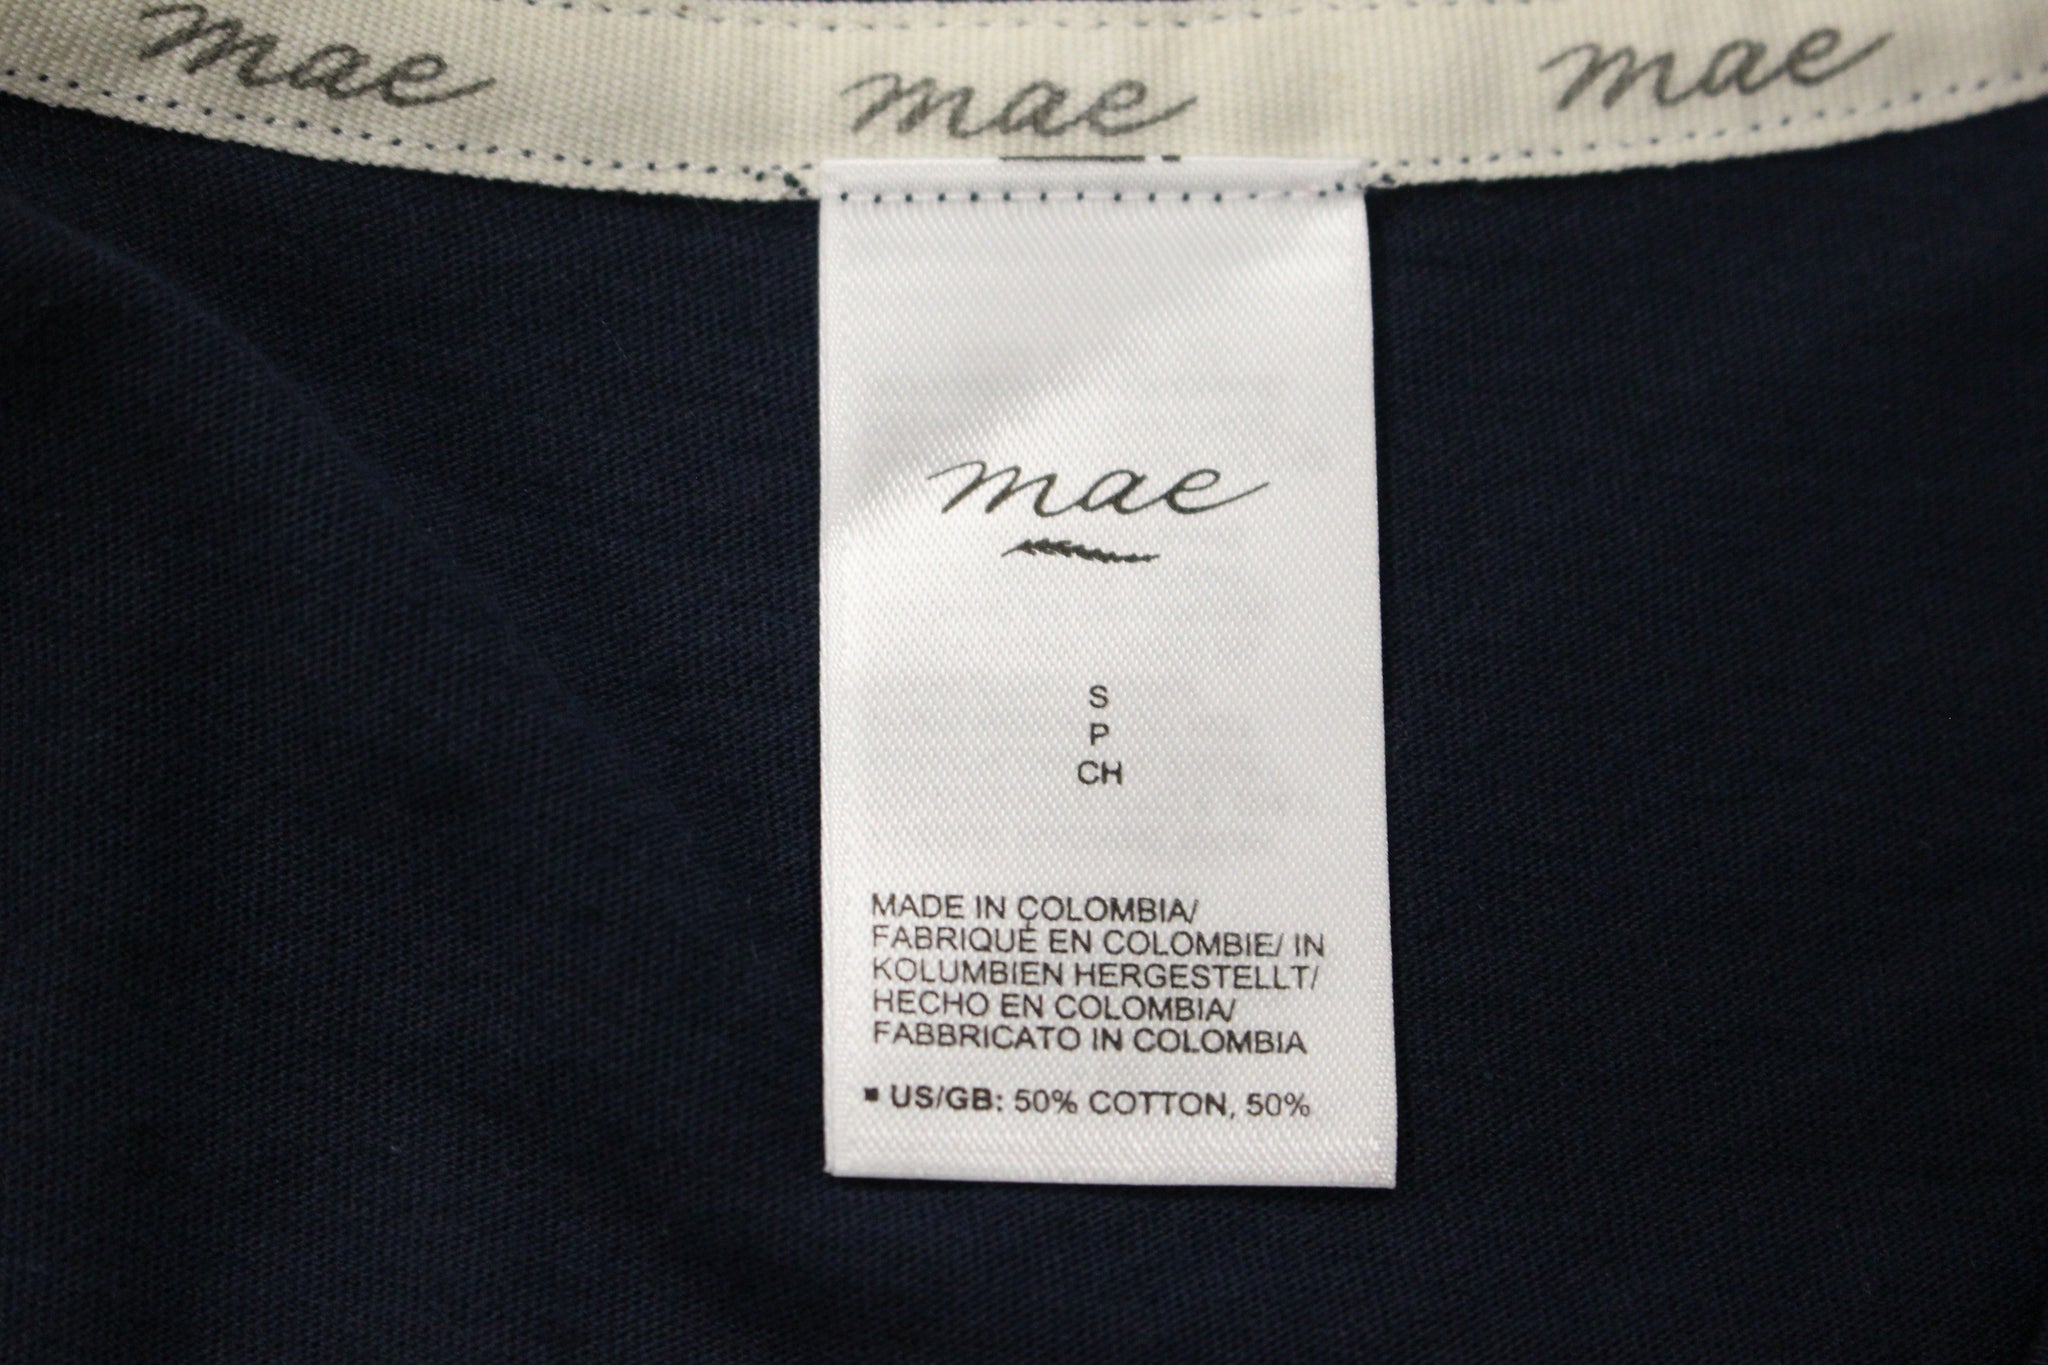 mae mae mae
mae
S
P
CH
MADE IN COLOMBIA/
FABRIQUÉ EN COLOMBIE/ IN
KOLUMBIEN HERGESTELLT/
HECHO EN COLOMBIA/
FABBRICATO IN COLOMBIA
▪ US/GB: 50% COTTON, 50%